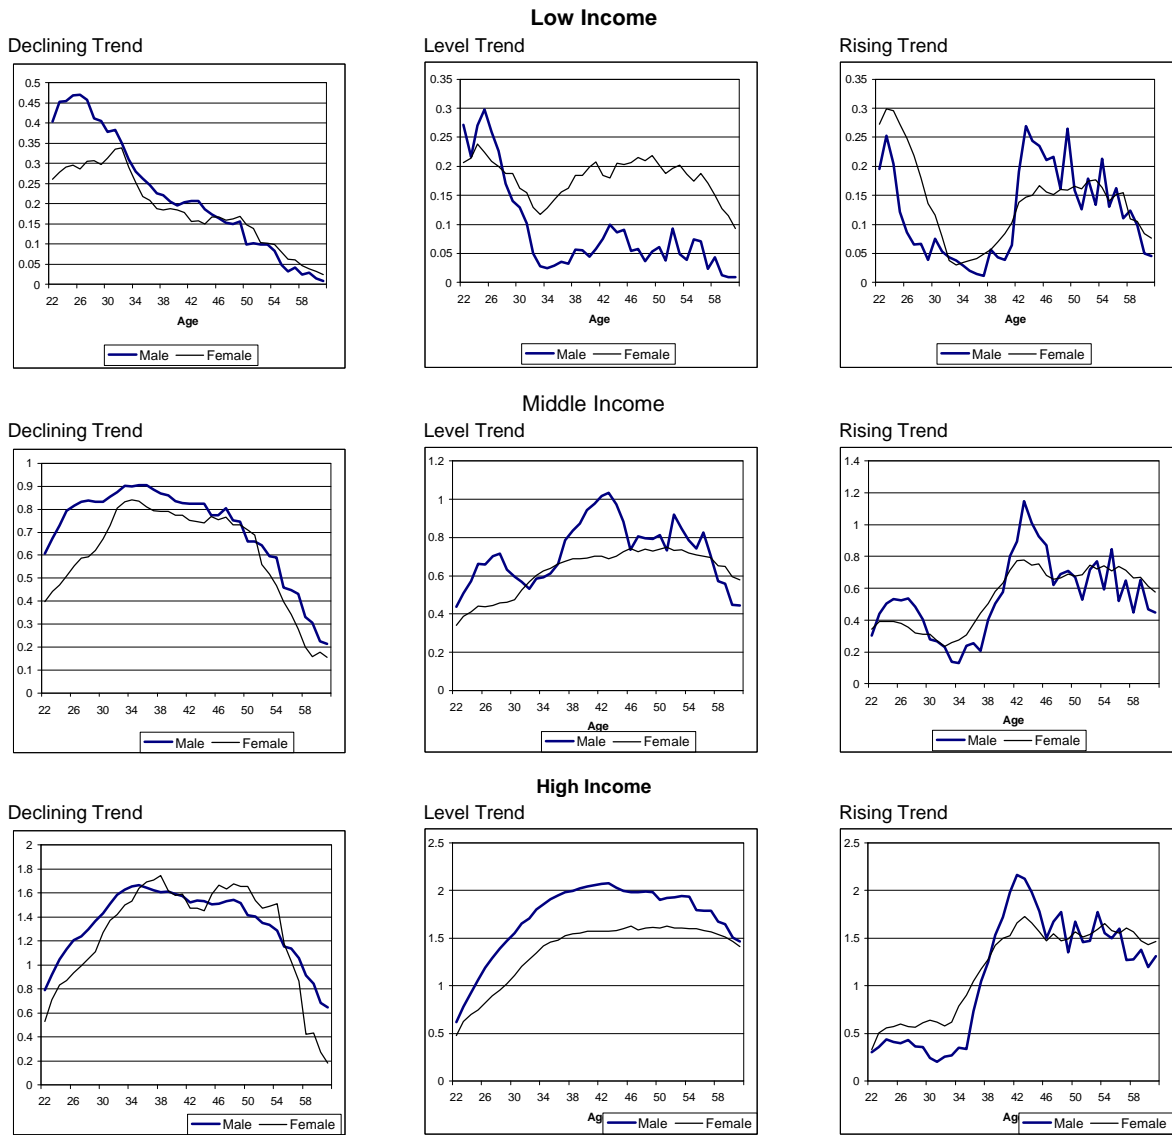 Low Income
Declining Trend
0.5
0.45
0.4
0.35
0.3
0.25
0.2
0.15
0.1
0.05
0
22 26 30 34 38 42 46 50 54 58
Age
Male Female
Level Trend
0.35
0.3
0.25
0.2
0.15
0.1
0.05
0
22 26 30 34 38 42 46 50 54 58
Age
Male Female
Rising Trend
0.35
0.3
0.25
0.2
0.15
0.1
0.05
0
22 26 30 34 38 42 46 50 54 58
Age
Male Female
Middle Income
Declining Trend
1
0.9
0.8
0.7
0.6
0.5
0.4
0.3
0.2
0.1
0
22 26 30 34 38 42 46 50 54 58
Male Female
Level Trend
1.2
1
0.8
0.6
0.4
0.2
0
22 26 30 34 38 42 46 50 54 58
Age
Male Female
Rising Trend
1.4
1.2
1
0.8
0.6
0.4
0.2
0
22 26 30 34 38 42 46 50 54 58
Age
Male Female
High Income
Declining Trend
2
1.8
1.6
1.4
1.2
1
0.8
0.6
0.4
0.2
0
22 26 30 34 38 42 46 50 54 58
Male Female
Level Trend
2.5
2
1.5
1
0.5
0
22 26 30 34 38 42 46 50 54 58
Ag
Male Female
Rising Trend
2.5
2
1.5
1
0.5
0
22 26 30 34 38 42 46 50 54 58
Ag
Male Female